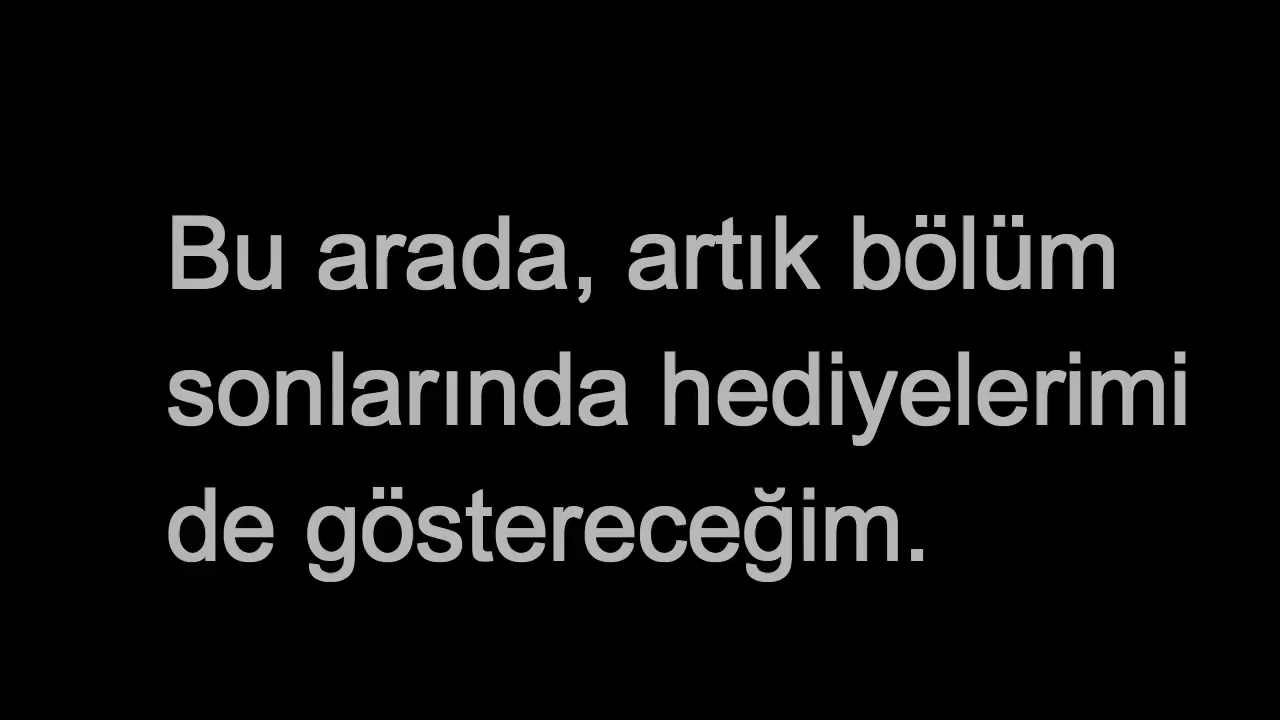 Bu arada, artık bölüm
sonlarında hediyelerimi
de göstereceğim.